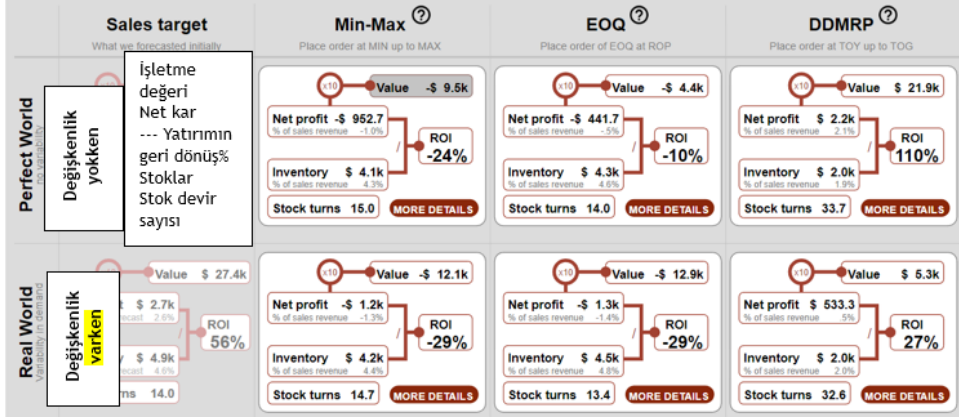 Sales target
What we forecasted initially
Min-Max ?
Place order at MIN up to MAX
EOQ ?
Place order of EOQ at ROP
DDMRP ?
Place order at TOY up to TOG
Perfect World
no variability
Değişkenlik
yokken
İşletme
değeri
Net kar
--- Yatırımın
geri dönüş%
Stoklar
Stok devir
sayısı
x10
Value -$ 9.5k
Net profit -$ 952.7
% of sales revenue -1.0%
/
ROI
-24%
Inventory $ 4.1k
% of sales revenue 4.3%
Stock turns 15.0
MORE DETAILS
x10
Value -$ 4.4k
Net profit -$ 441.7
% of sales revenue -.5%
/
ROI
-10%
Inventory $ 4.3k
% of sales revenue 4.6%
Stock turns 14.0
MORE DETAILS
x10
Value $ 21.9k
Net profit $ 2.2k
% of sales revenue 2.1%
/
ROI
110%
Inventory $ 2.0k
% of sales revenue 1.9%
Stock turns 33.7
MORE DETAILS
Real World
Variability in demand
Değişkenlik
varken
x10
Value $ 27.4k
$ 2.7k
2.6%
/
ROI
56%
$ 4.9k
4.6%
14.0
x10
Value -$ 12.1k
Net profit -$ 1.2k
% of sales revenue -1.3%
/
ROI
-29%
Inventory $ 4.2k
% of sales revenue 4.4%
Stock turns 14.7
MORE DETAILS
x10
Value -$ 12.9k
Net profit -$ 1.3k
% of sales revenue -1.4%
/
ROI
-29%
Inventory $ 4.5k
% of sales revenue 4.8%
Stock turns 13.4
MORE DETAILS
x10
Value $ 5.3k
Net profit $ 533.3
% of sales revenue .5%
/
ROI
27%
Inventory $ 2.0k
% of sales revenue 2.0%
Stock turns 32.6
MORE DETAILS